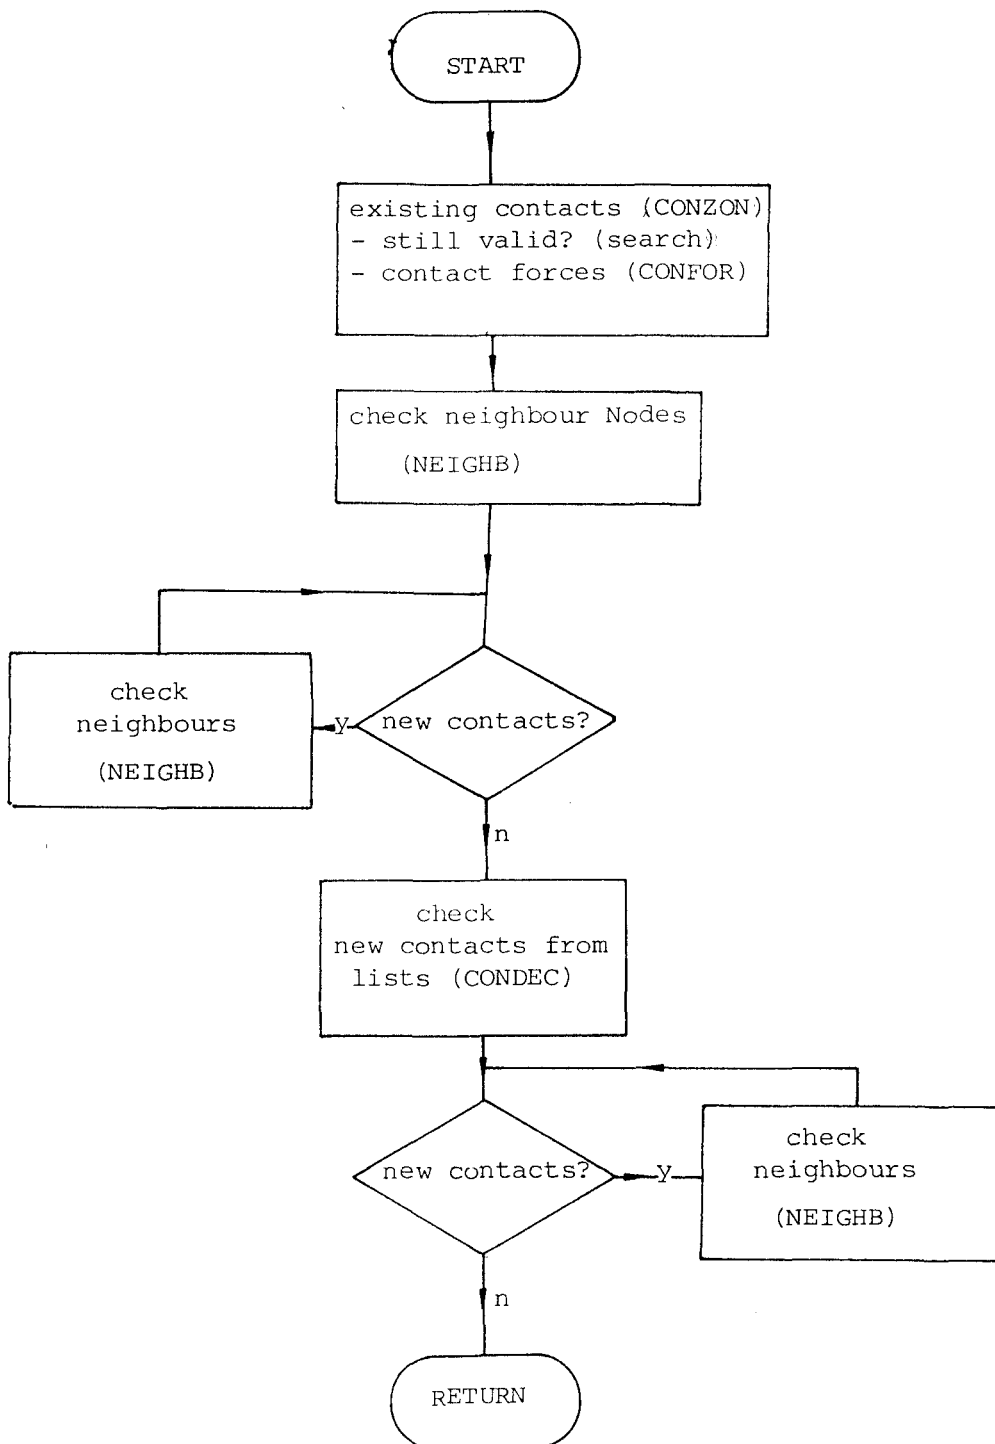 START
existing contacts (CONZON)
- still valid? (search)
- contact forces (CONFOR)
check neighbour Nodes
(NEIGHB)
check
neighbours
(NEIGHB)
y
new contacts?
n
check
new contacts from
lists (CONDEC)
new contacts?
y
check
neighbours
(NEIGHB)
n
RETURN